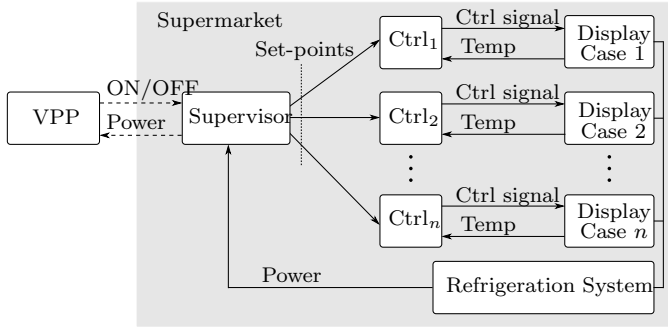 Supermarket
Set-points
Ctrl₁
Ctrl signal
Temp
Display
Case 1
VPP
ON/OFF
Power
Supervisor
Ctrl₂
Ctrl signal
Temp
Display
Case 2
Ctrlₙ
Ctrl signal
Temp
Display
Case n
Power
Refrigeration System